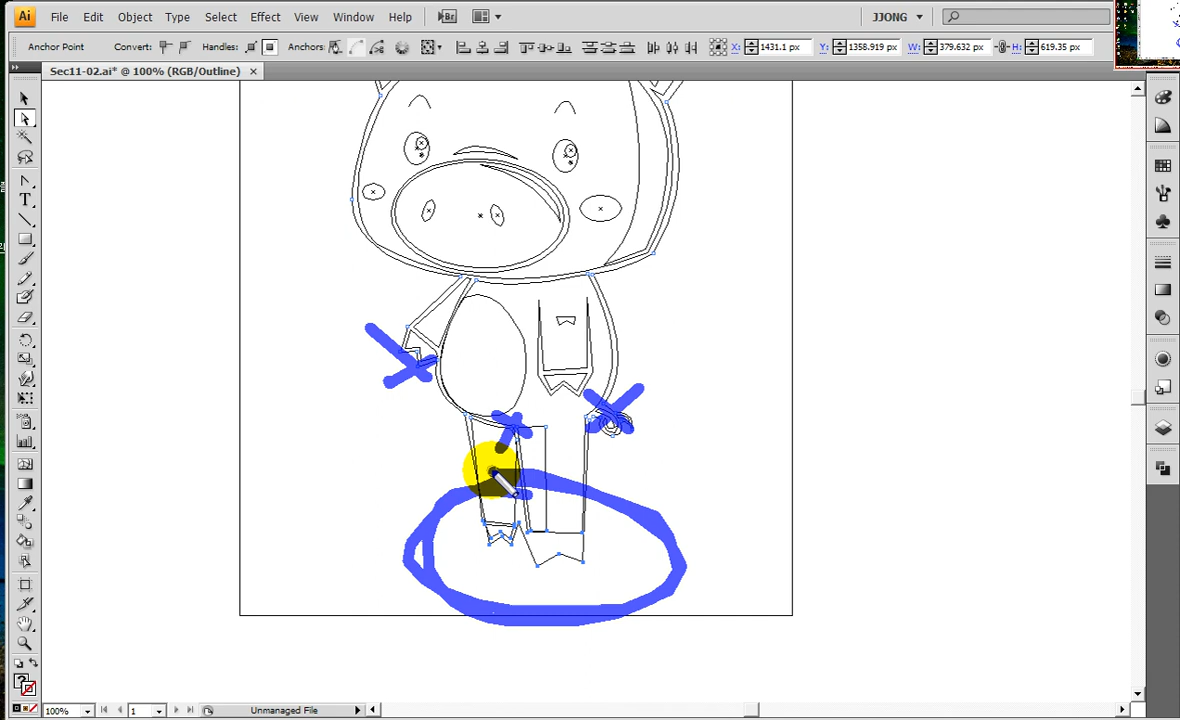 Ai File Edit Object Type Select Effect View Window Help Br JJONG
Anchor Point Convert: Handles: Anchors: X: 1431.1 px Y: 1358.919 px W: 379.632 px H: 619.35 px
Sec11-02.ai* @ 100% (RGB/Outline)
100% 1 Unmanaged File